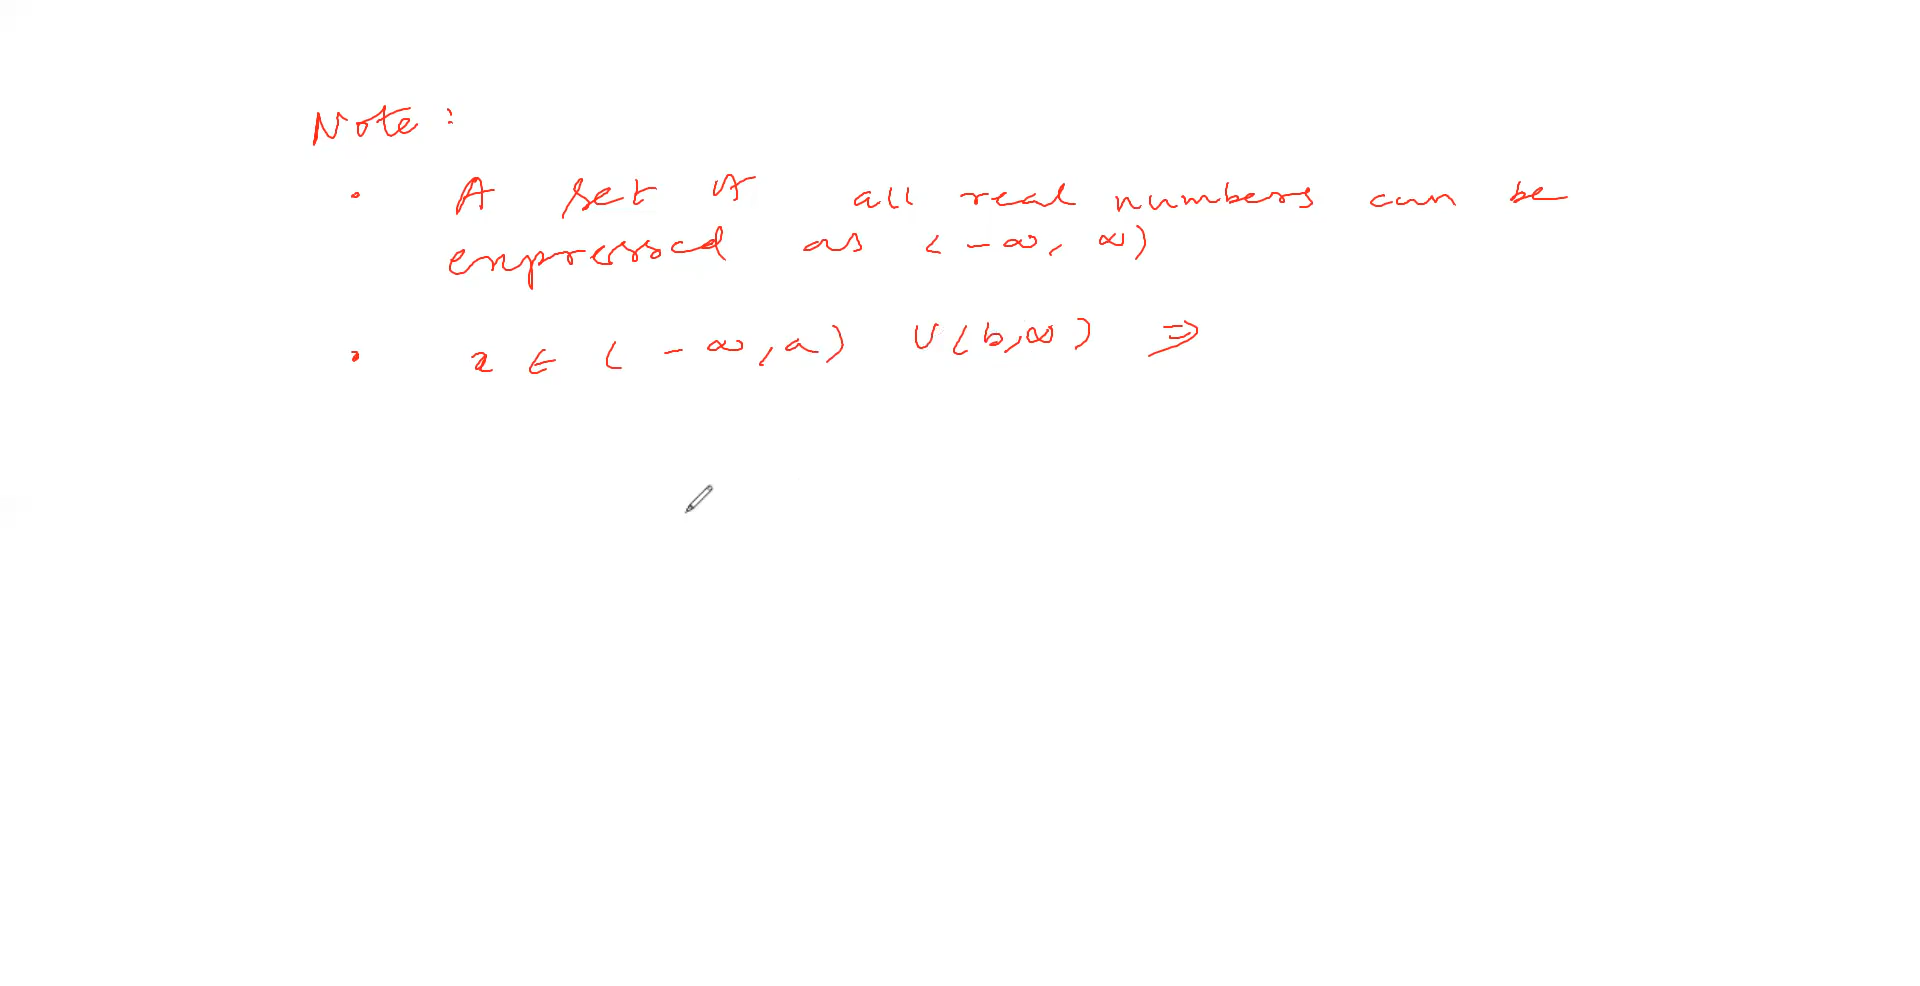 Note :
• A set of all real numbers can be
expressed as (-∞, ∞)
• x ∈ (-∞, a) ∪ (b, ∞) ⇒